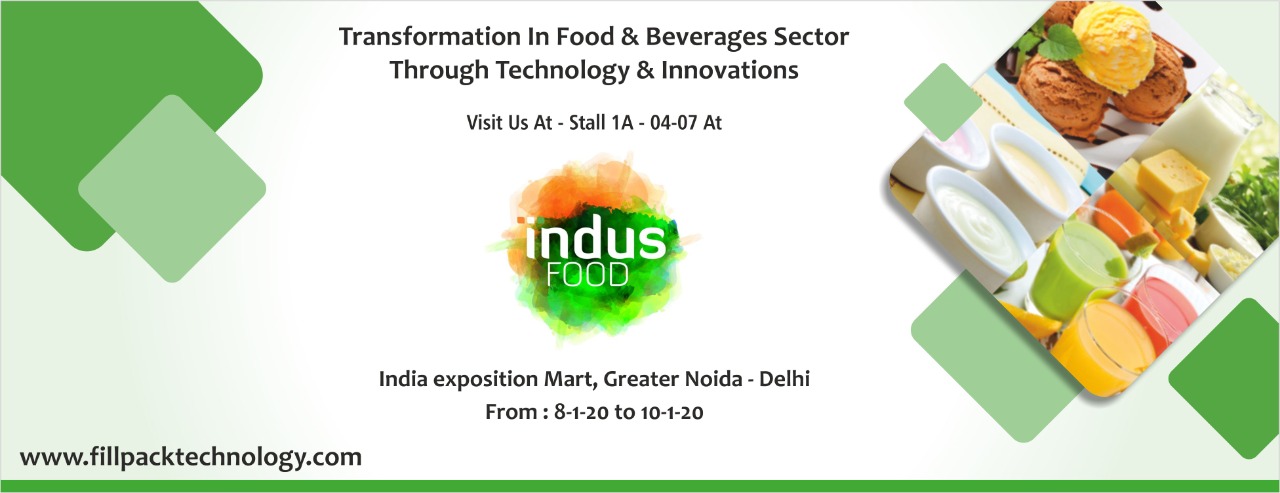 Transformation In Food & Beverages Sector
Through Technology & Innovations
Visit Us At - Stall 1A - 04-07 At
indus
FOOD
India exposition Mart, Greater Noida - Delhi
From : 8-1-20 to 10-1-20
www.fillpacktechnology.com